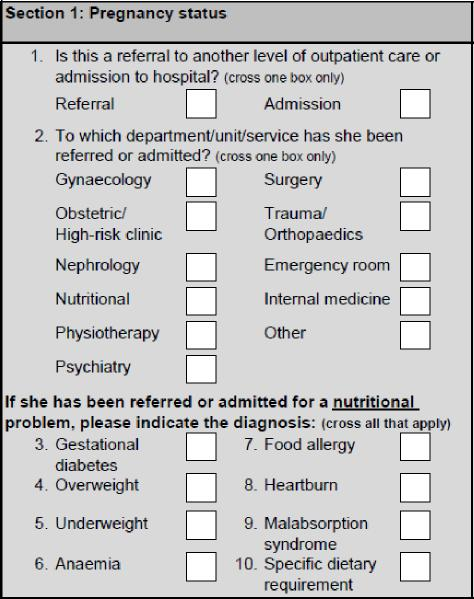 Section 1: Pregnancy status
1. Is this a referral to another level of outpatient care or
admission to hospital? (cross one box only)
Referral Admission
2. To which department/unit/service has she been
referred or admitted? (cross one box only)
Gynaecology Surgery
Obstetric/ Trauma/
High-risk clinic Orthopaedics
Nephrology Emergency room
Nutritional Internal medicine
Physiotherapy Other
Psychiatry
If she has been referred or admitted for a nutritional
problem, please indicate the diagnosis: (cross all that apply)
3. Gestational 7. Food allergy
diabetes
4. Overweight 8. Heartburn
5. Underweight 9. Malabsorption
syndrome
6. Anaemia 10. Specific dietary
requirement